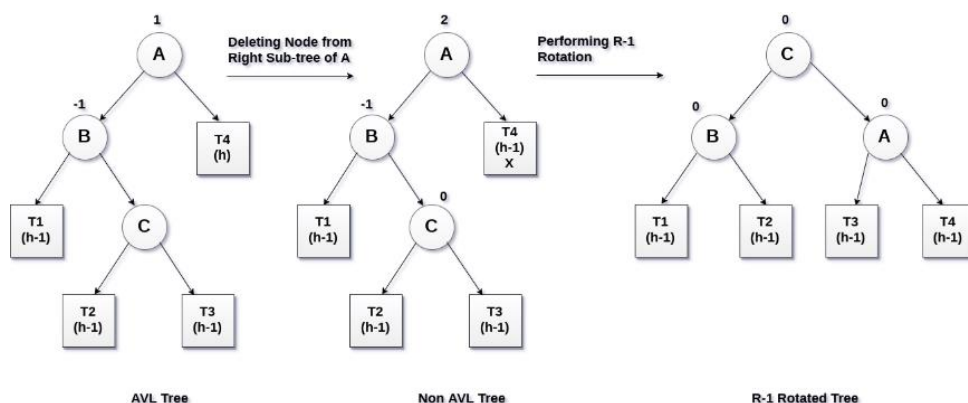 1
A
Deleting Node from
Right Sub-tree of A
2
A
Performing R-1
Rotation
0
C
-1
B
T4
(h)
-1
B
T4
(h-1)
X
0
B
0
A
T1
(h-1)
C
T1
(h-1)
0
C
T1
(h-1)
T2
(h-1)
T3
(h-1)
T4
(h-1)
T2
(h-1)
T3
(h-1)
T2
(h-1)
T3
(h-1)
AVL Tree
Non AVL Tree
R-1 Rotated Tree